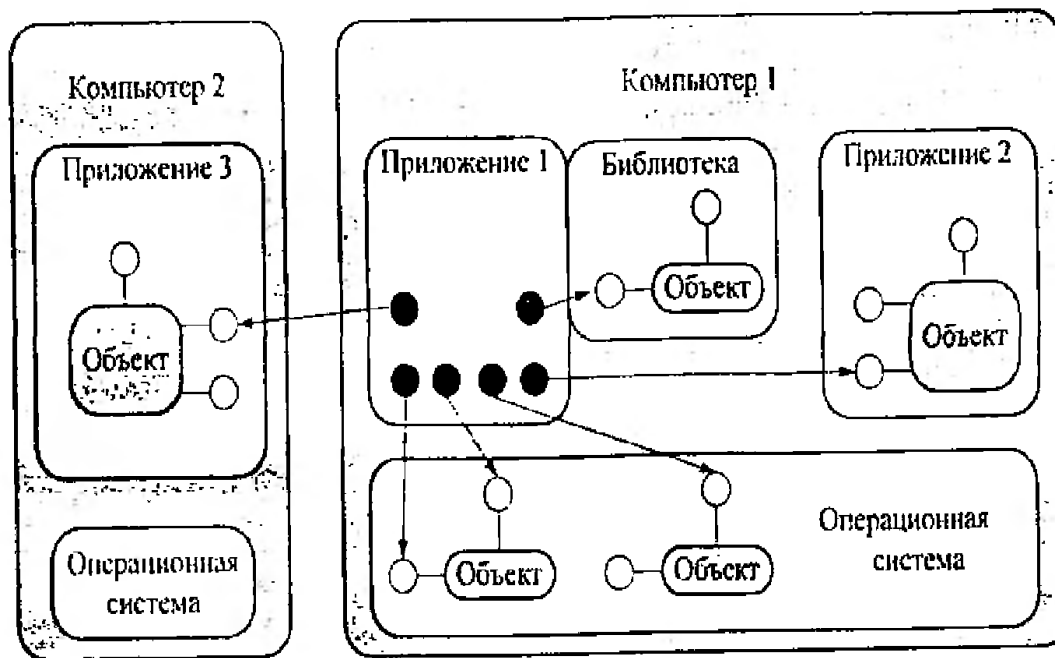 Компьютер 2
Приложение 3
Объект
Операционная
система
Компьютер 1
Приложение 1
Библиотека
Объект
Приложение 2
Объект
Объект
Объект
Операционная
система